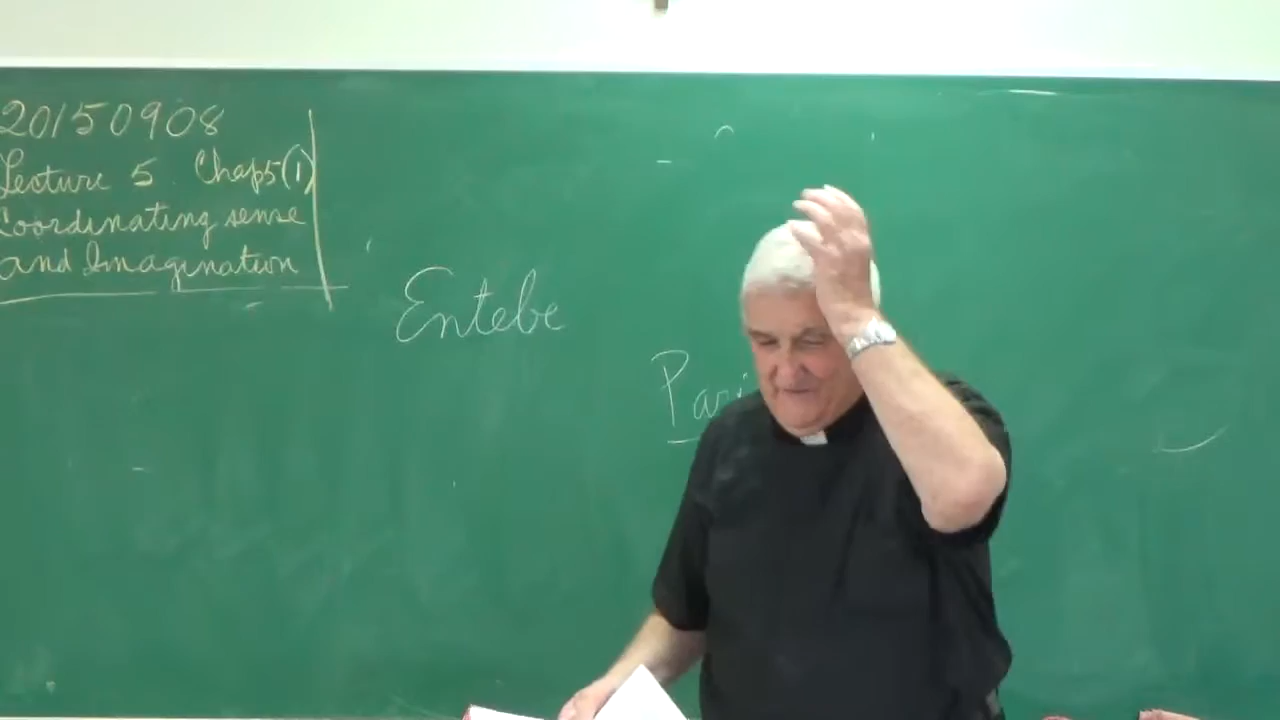 20150908
Lecture 5 Chap5(1)
Coordinating sense
and Imagination
Entebe